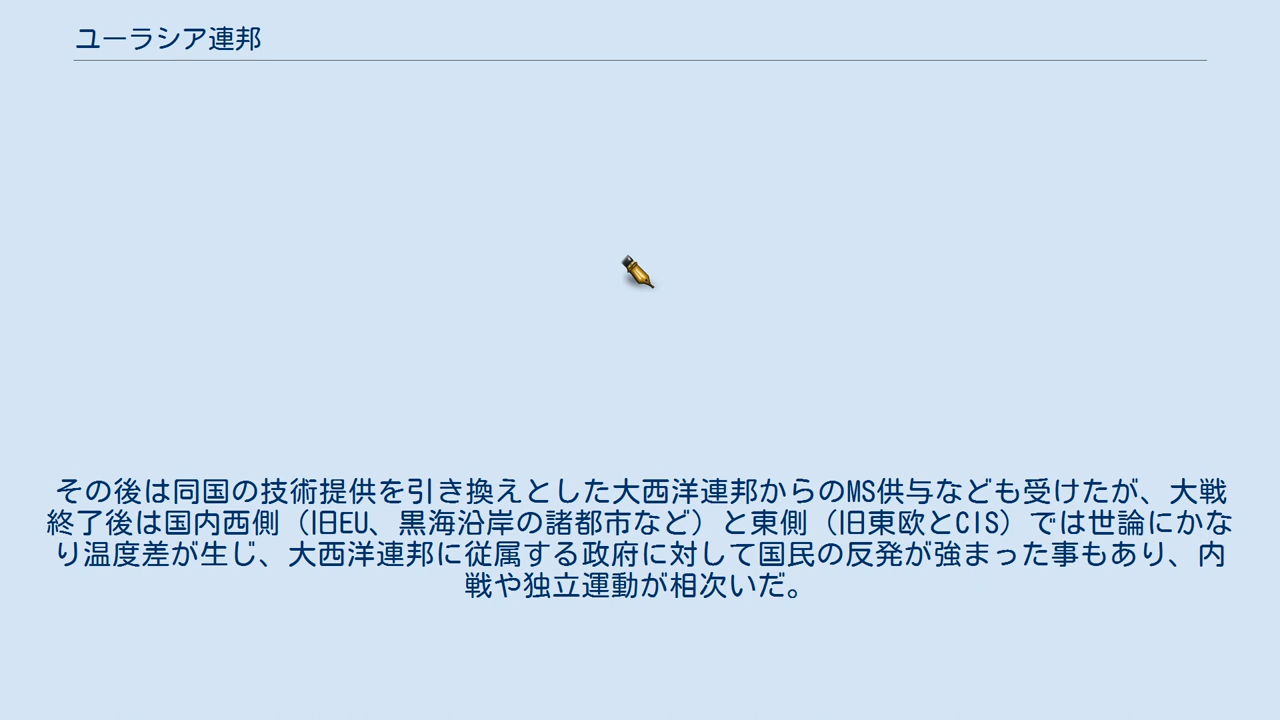 ユーラシア連邦
その後は同国の技術提供を引き換えとした大西洋連邦からのMS供与なども受けたが、大戦
終了後は国内西側（旧EU、黒海沿岸の諸都市など）と東側（旧東欧とCIS）では世論にかな
り温度差が生じ、大西洋連邦に従属する政府に対して国民の反発が強まった事もあり、内
戦や独立運動が相次いだ。